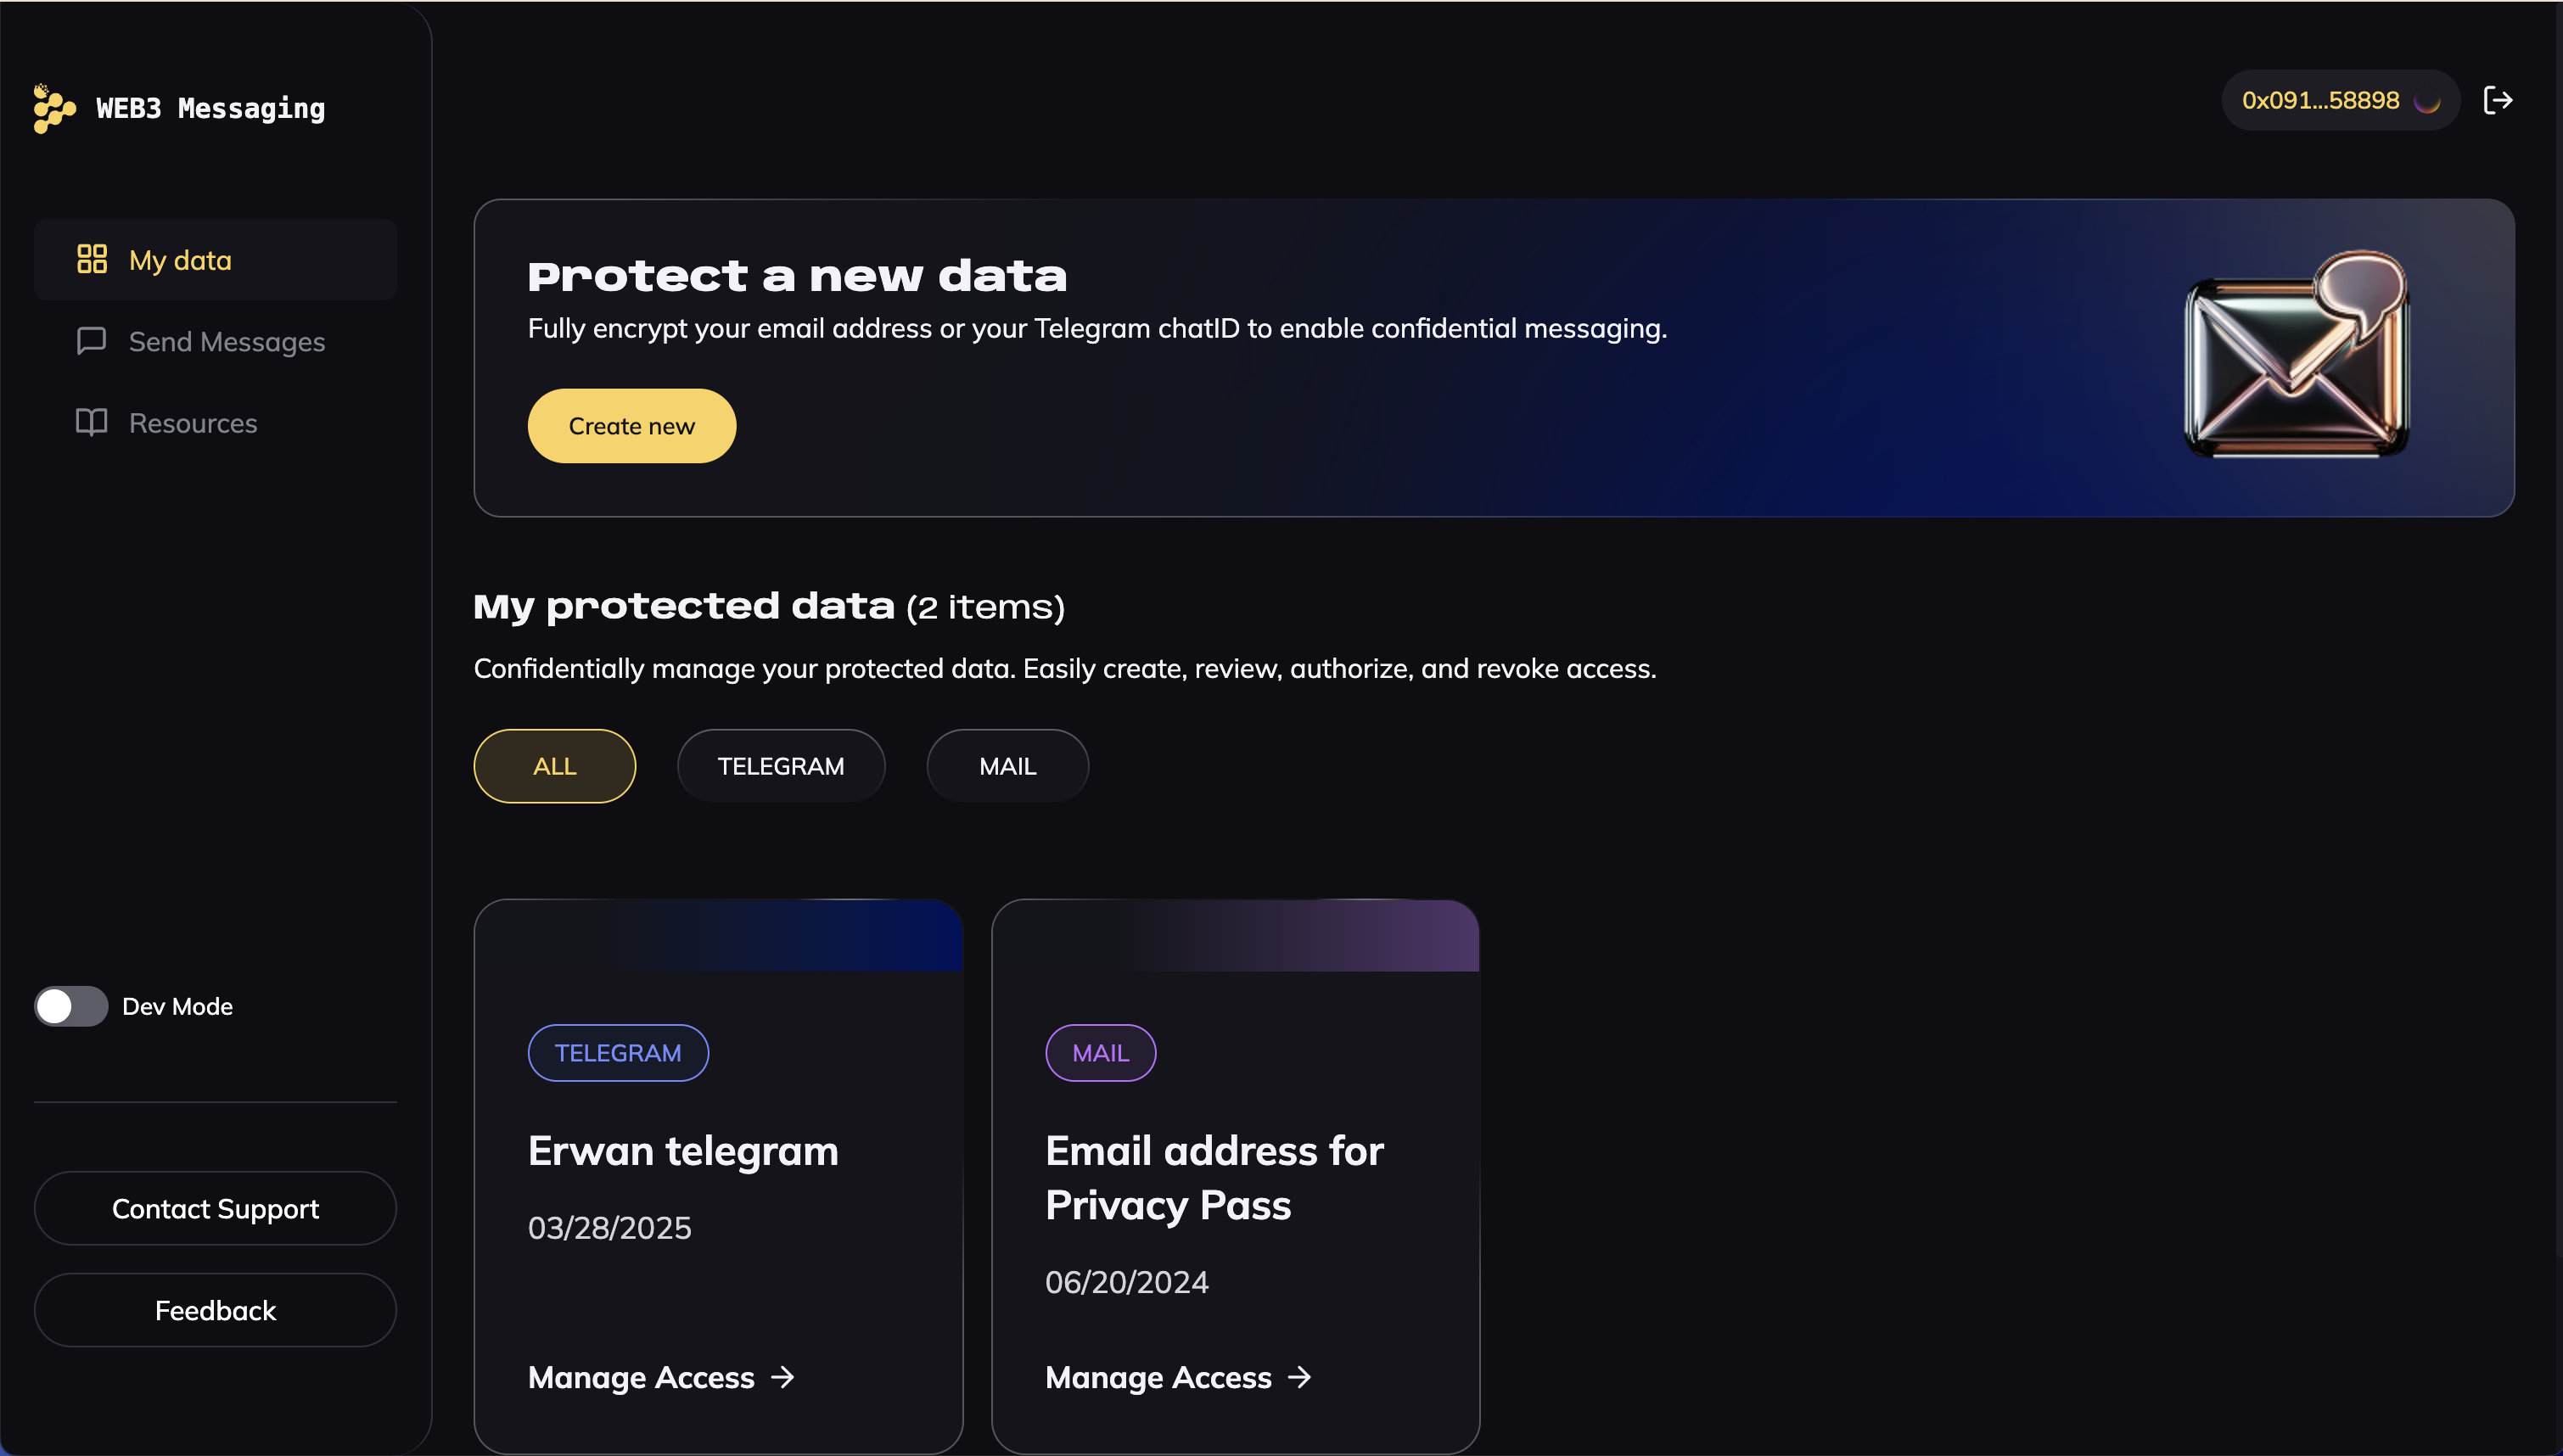 WEB3 Messaging
My data
Send Messages
Resources
Dev Mode
Contact Support
Feedback
0x091...58898
Protect a new data
Fully encrypt your email address or your Telegram chatID to enable confidential messaging.
Create new
My protected data (2 items)
Confidentially manage your protected data. Easily create, review, authorize, and revoke access.
ALL
TELEGRAM
MAIL
TELEGRAM
Erwan telegram
03/28/2025
Manage Access
MAIL
Email address for
Privacy Pass
06/20/2024
Manage Access